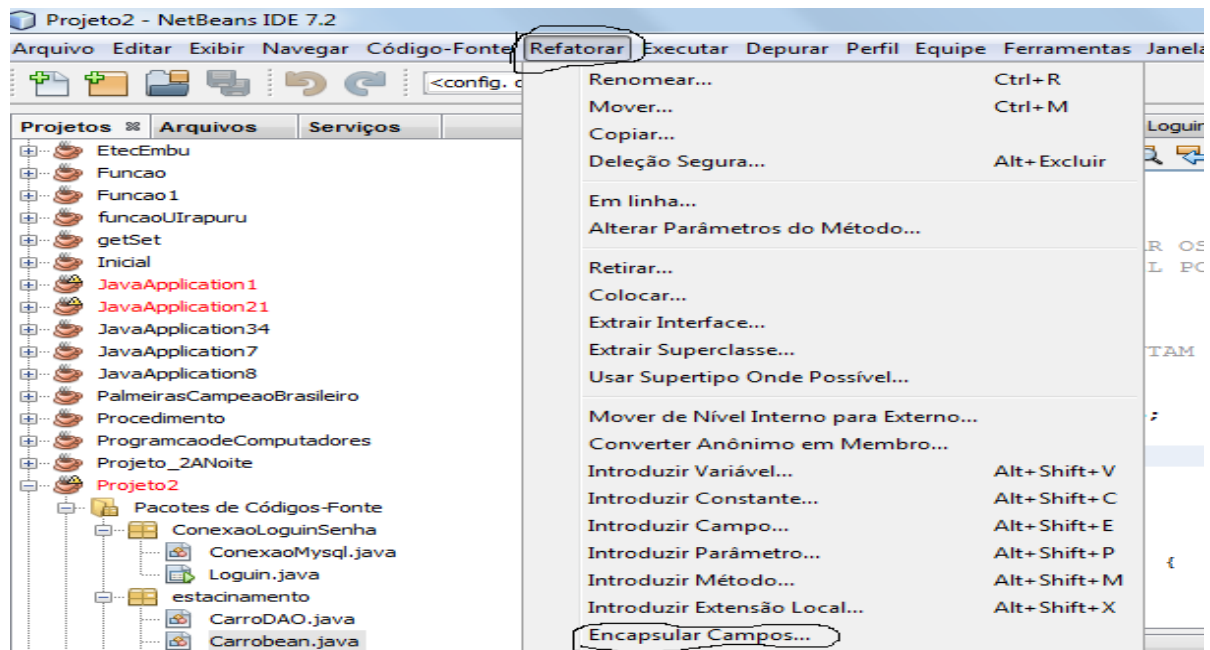 Projeto2 - NetBeans IDE 7.2
Arquivo Editar Exibir Navegar Código-Fonte Refatorar Executar Depurar Perfil Equipe Ferramentas Janela
<config.
Renomear... Ctrl+R
Mover... Ctrl+M
Copiar...
Deleção Segura... Alt+Excluir
Em linha...
Alterar Parâmetros do Método...
Retirar...
Colocar...
Extrair Interface...
Extrair Superclasse...
Usar Supertipo Onde Possível...
Mover de Nível Interno para Externo...
Converter Anônimo em Membro...
Introduzir Variável... Alt+Shift+V
Introduzir Constante... Alt+Shift+C
Introduzir Campo... Alt+Shift+E
Introduzir Parâmetro... Alt+Shift+P
Introduzir Método... Alt+Shift+M
Introduzir Extensão Local... Alt+Shift+X
Encapsular Campos...
Projetos Arquivos Serviços
EtecEmbu
Funcao
Funcao1
funcaoUIrapuru
getSet
Inicial
JavaApplication1
JavaApplication21
JavaApplication34
JavaApplication7
JavaApplication8
PalmeirasCampeaoBrasileiro
Procedimento
ProgramcaodeComputadores
Projeto_2ANoite
Projeto2
Pacotes de Códigos-Fonte
ConexaoLoguinSenha
ConexaoMysql.java
Loguin.java
estacinamento
CarroDAO.java
Carrobean.java
Loguin
R OS
L PO
TAM
;
{